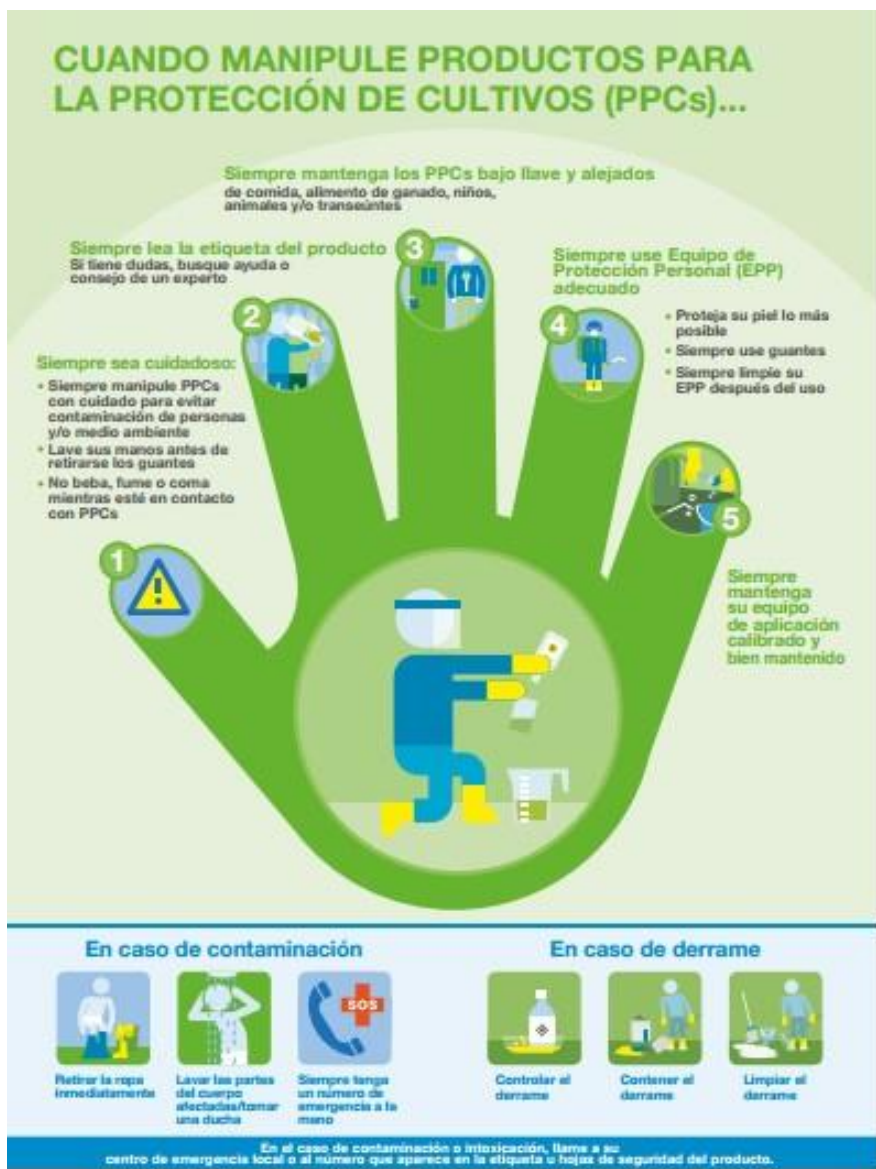 CUANDO MANIPULE PRODUCTOS PARA
LA PROTECCIÓN DE CULTIVOS (PPCs)...
Siempre mantenga los PPCs bajo llave y alejados
de comida, alimento de ganado, niños,
animales y/o transeúntes
3
Siempre lea la etiqueta del producto
Si tiene dudas, busque ayuda o
consejo de un experto
2
Siempre use Equipo de
Protección Personal (EPP)
adecuado
4
• Proteja su piel lo más
posible
• Siempre use guantes
• Siempre limpie su
EPP después del uso
Siempre sea cuidadoso:
• Siempre manipule PPCs
con cuidado para evitar
contaminación de personas
y/o medio ambiente
• Lave sus manos antes de
retirarse los guantes
• No beba, fume o coma
mientras esté en contacto
con PPCs
1
5
Siempre
mantenga
su equipo
de aplicación
calibrado y
bien mantenido
En caso de contaminación
SOS
Retirar la ropa
inmediatamente
Lavar las partes
del cuerpo
afectadas/tomar
una ducha
Siempre tenga
un número de
emergencia a la
mano
En caso de derrame
Controlar el
derrame
Contener el
derrame
Limpiar el
derrame
En el caso de contaminación o intoxicación, llame a su
centro de emergencia local o al número que aparece en la etiqueta u hojas de seguridad del producto.